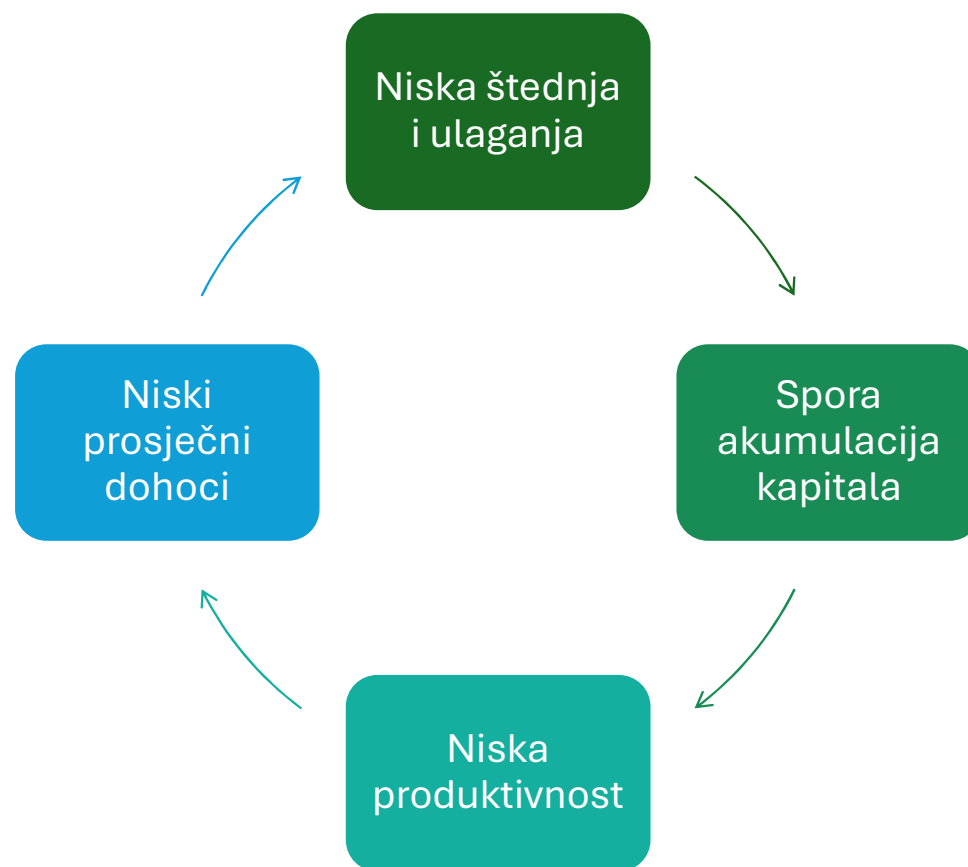 Niska štednja
i ulaganja
Spora
akumulacija
kapitala
Niska
produktivnost
Niski
prosječni
dohoci